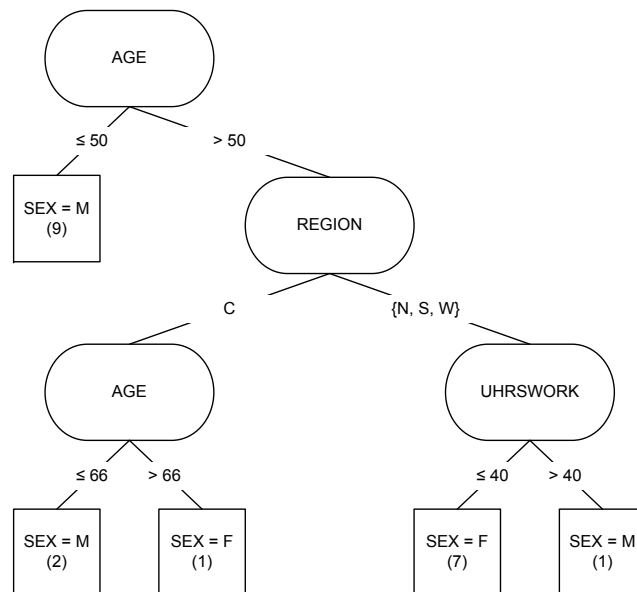 AGE
≤ 50
> 50
SEX = M
(9)
REGION
C
{N, S, W}
AGE
UHRSWORK
≤ 66
> 66
≤ 40
> 40
SEX = M
(2)
SEX = F
(1)
SEX = F
(7)
SEX = M
(1)